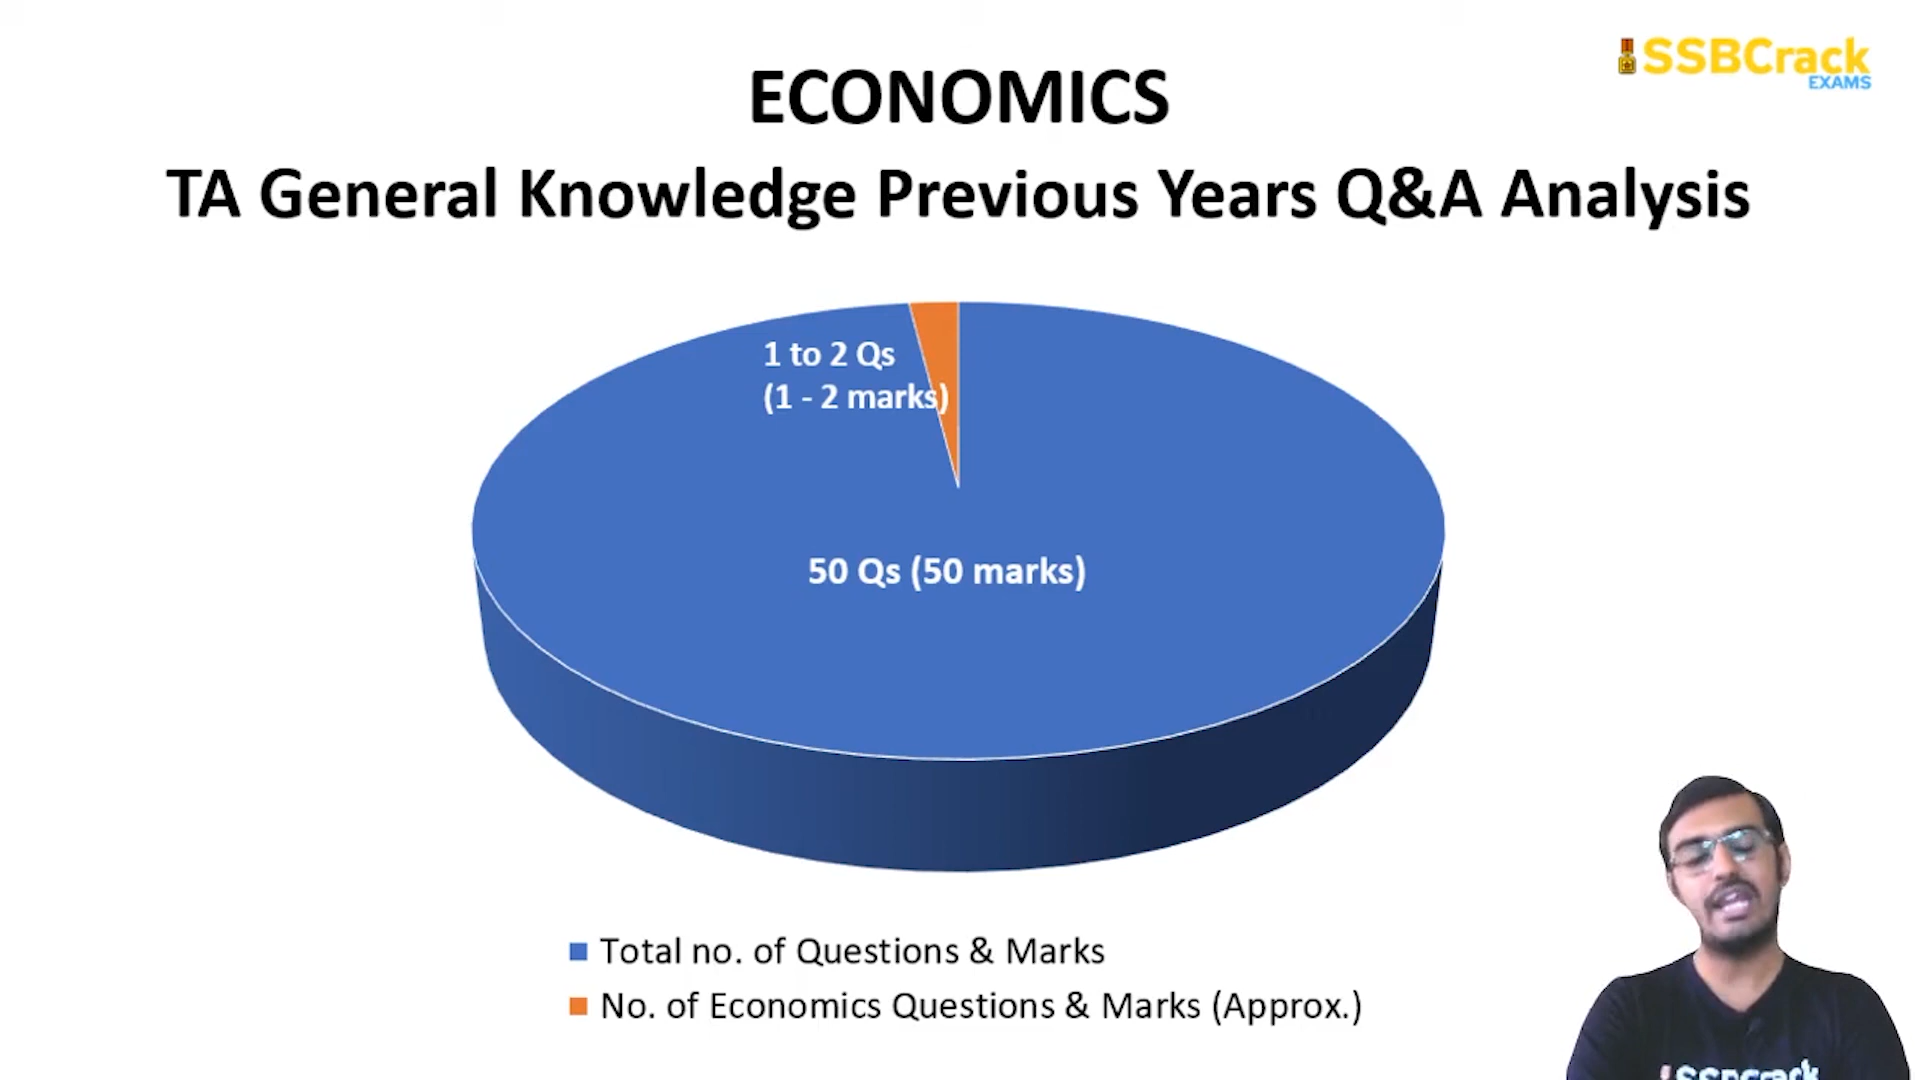 SSBCrack
EXAMS
ECONOMICS
TA General Knowledge Previous Years Q&A Analysis
1 to 2 Qs
(1 - 2 marks)
50 Qs (50 marks)
Total no. of Questions & Marks
No. of Economics Questions & Marks (Approx.)
SSBCrack